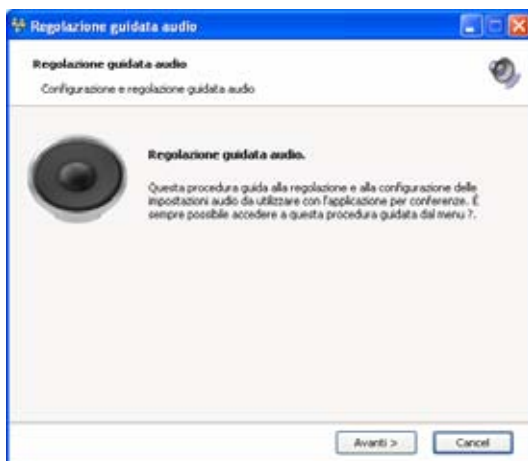 Regolazione guidata audio
Regolazione guidata audio
Configurazione e regolazione guidata audio
Regolazione guidata audio.
Questa procedura guida alla regolazione e alla configurazione delle
impostazioni audio da utilizzare con l'applicazione per conferenze. È
sempre possibile accedere a questa procedura guidata dal menu ?.
Avanti >
Cancel